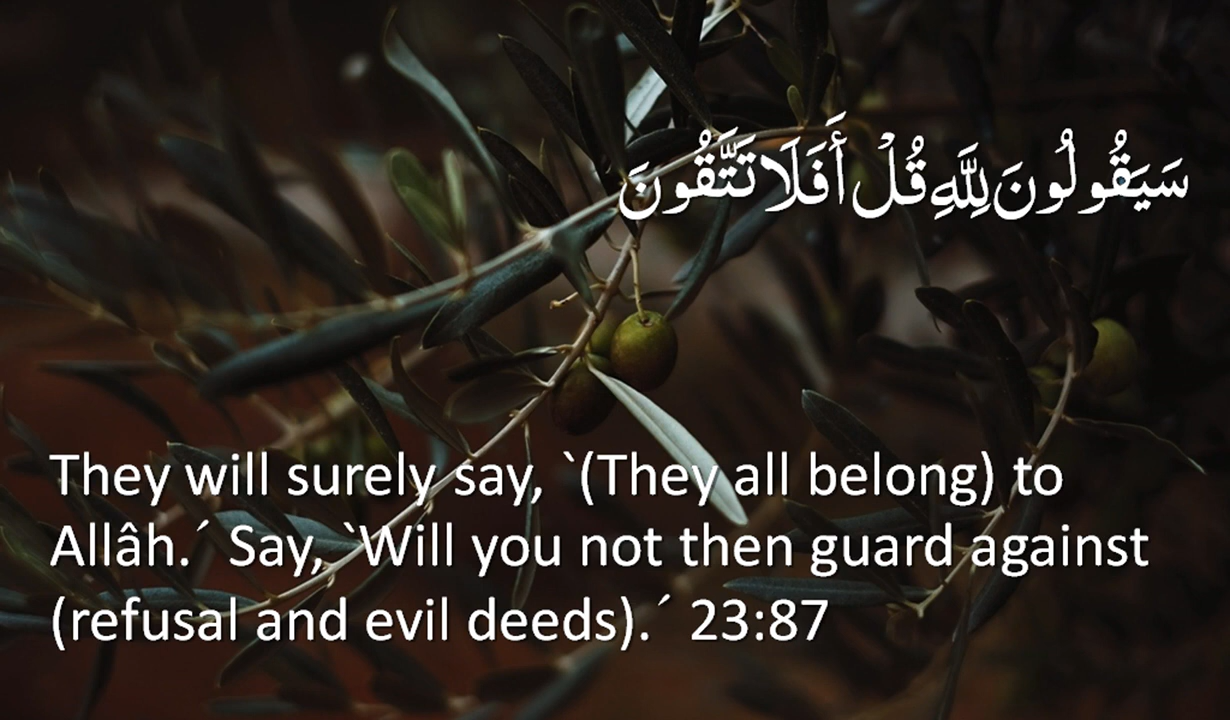 سَيَقُولُونَ لِلَّهِ قُلْ أَفَلَا تَتَّقُونَ
They will surely say, `(They all belong) to
Allâh.´ Say, `Will you not then guard against
(refusal and evil deeds).´ 23:87